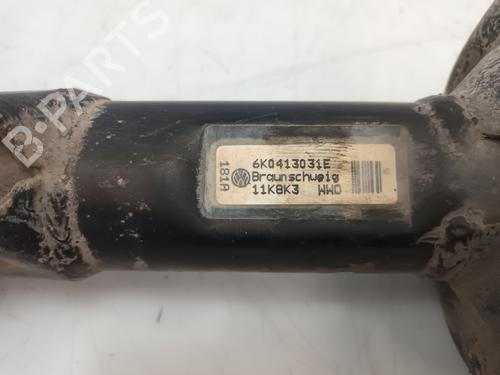 B-PARTS
181A
6K0413031E
Braunschweig
11K8K3 WWO